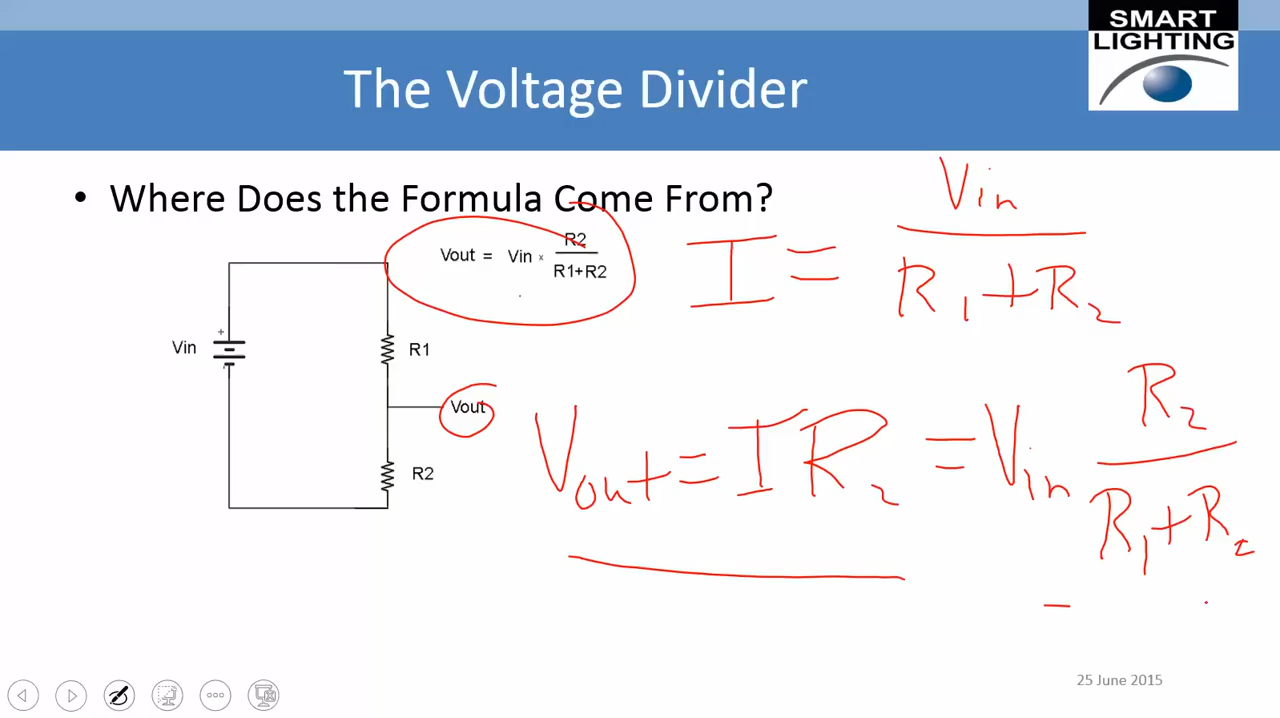 SMART
LIGHTING
The Voltage Divider
• Where Does the Formula Come From?
Vout = Vin × R2 / R1+R2
I = Vin / R1+R2
Vin
+
-
R1
Vout
R2
Vout = I R2 = Vin R2 / R1+R2
25 June 2015